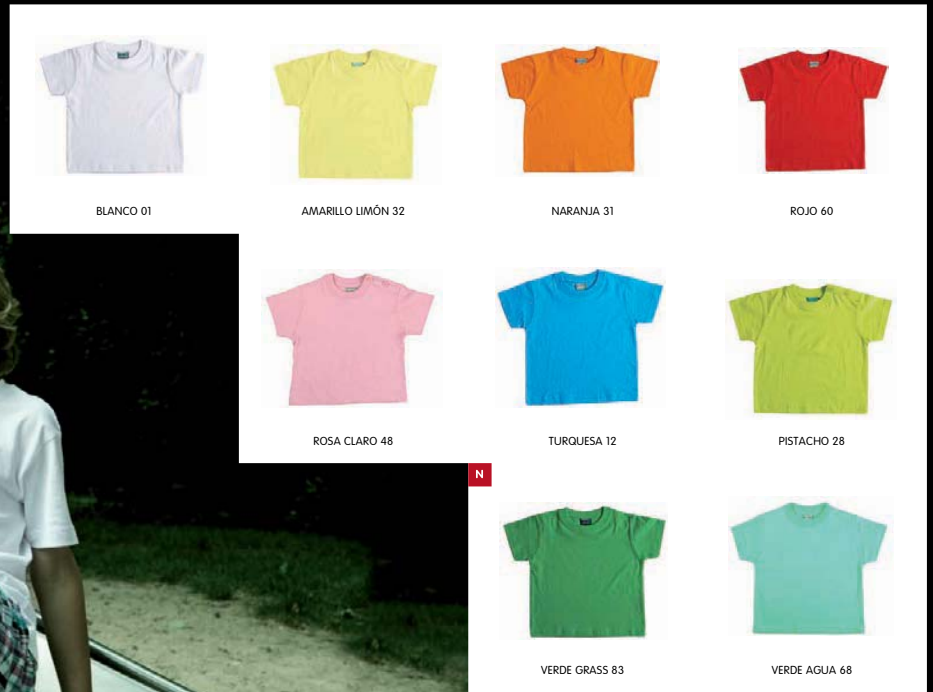 BLANCO 01
AMARILLO LIMÓN 32
NARANJA 31
ROJO 60
ROSA CLARO 48
TURQUESA 12
PISTACHO 28
N
VERDE GRASS 83
VERDE AGUA 68